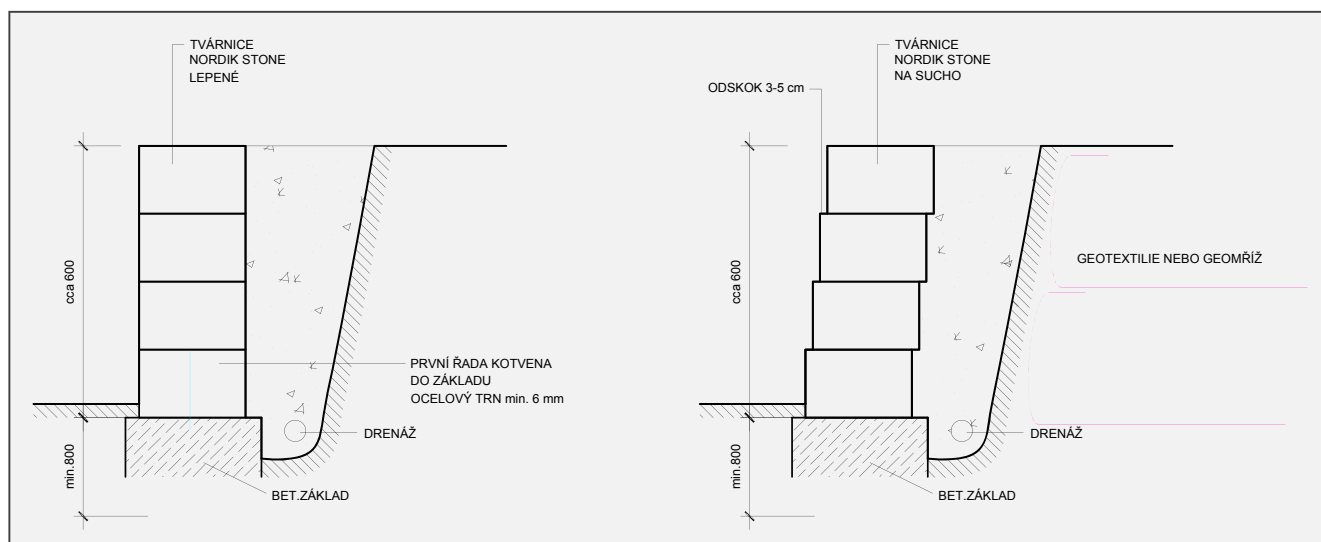 TVÁRNICE
NORDIK STONE
LEPENÉ
cca 600
PRVNÍ ŘADA KOTVENA
DO ZÁKLADU
OCELOVÝ TRN min. 6 mm
DRENÁŽ
min.800
BET.ZÁKLAD
TVÁRNICE
NORDIK STONE
NA SUCHO
ODSKOK 3-5 cm
cca 600
GEOTEXTILIE NEBO GEOMŘÍŽ
DRENÁŽ
min.800
BET.ZÁKLAD